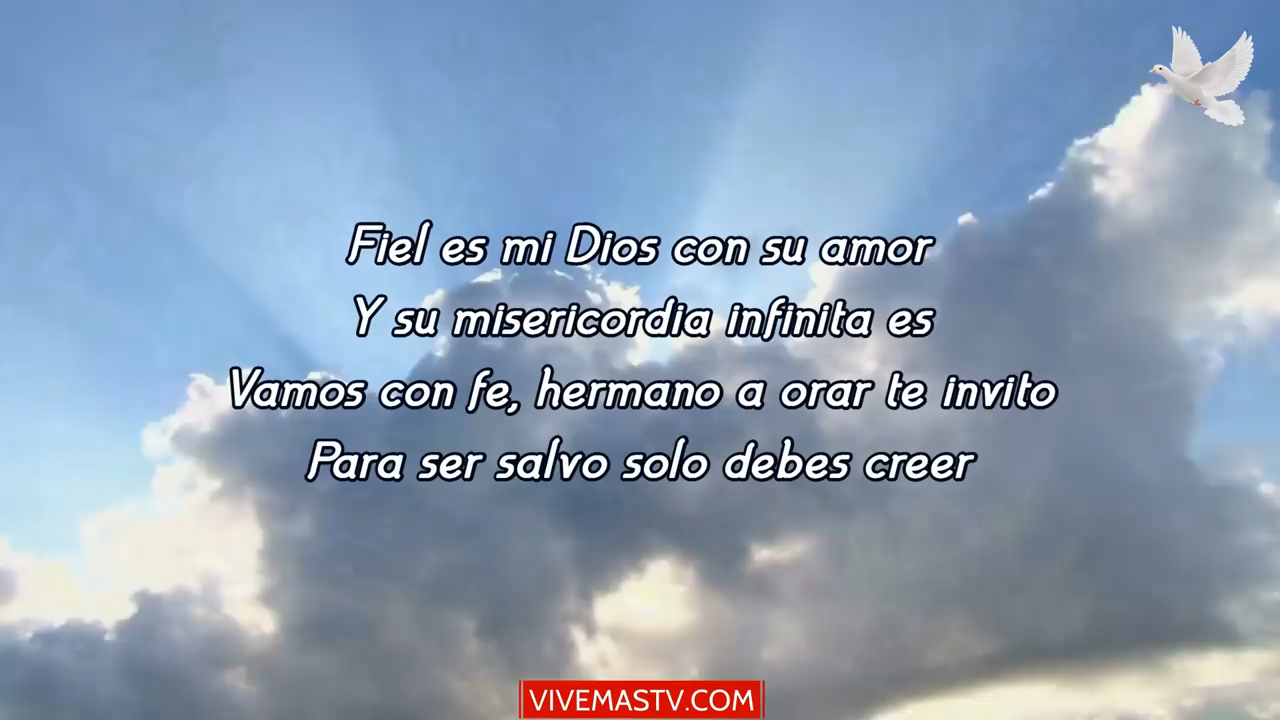 Fiel es mi Dios con su amor
Y su misericordia infinita es
Vamos con fe, hermano a orar te invito
Para ser salvo solo debes creer
VIVEMASTV.COM